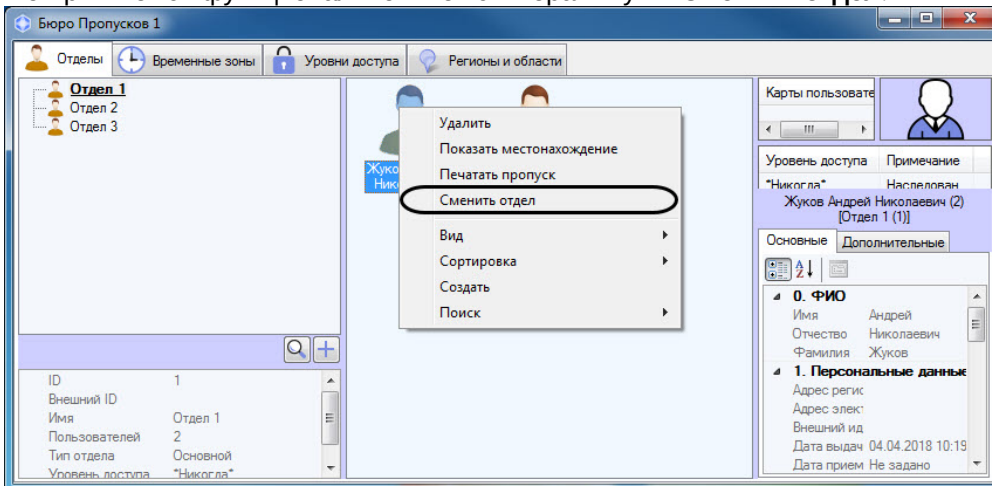 Бюро Пропусков 1
Отделы
Временные зоны
Уровни доступа
Регионы и области
Отдел 1
Отдел 2
Отдел 3
Удалить
Показать местонахождение
Печатать пропуск
Сменить отдел
Вид
Сортировка
Создать
Поиск
Карты пользовате
Уровень доступа Примечание
"Никогда" Наследован
Жуков Андрей Николаевич (2)
[Отдел 1 (1)]
Основные Дополнительные
0. ФИО
Имя Андрей
Отчество Николаевич
Фамилия Жуков
1. Персональные данные
Адрес регис
Адрес элект
Внешний ид
Дата выдач 04.04.2018 10:19
Дата прием Не задано
ID 1
Внешний ID
Имя Отдел 1
Пользователей 2
Тип отдела Основной
Уровень доступа "Никогда"